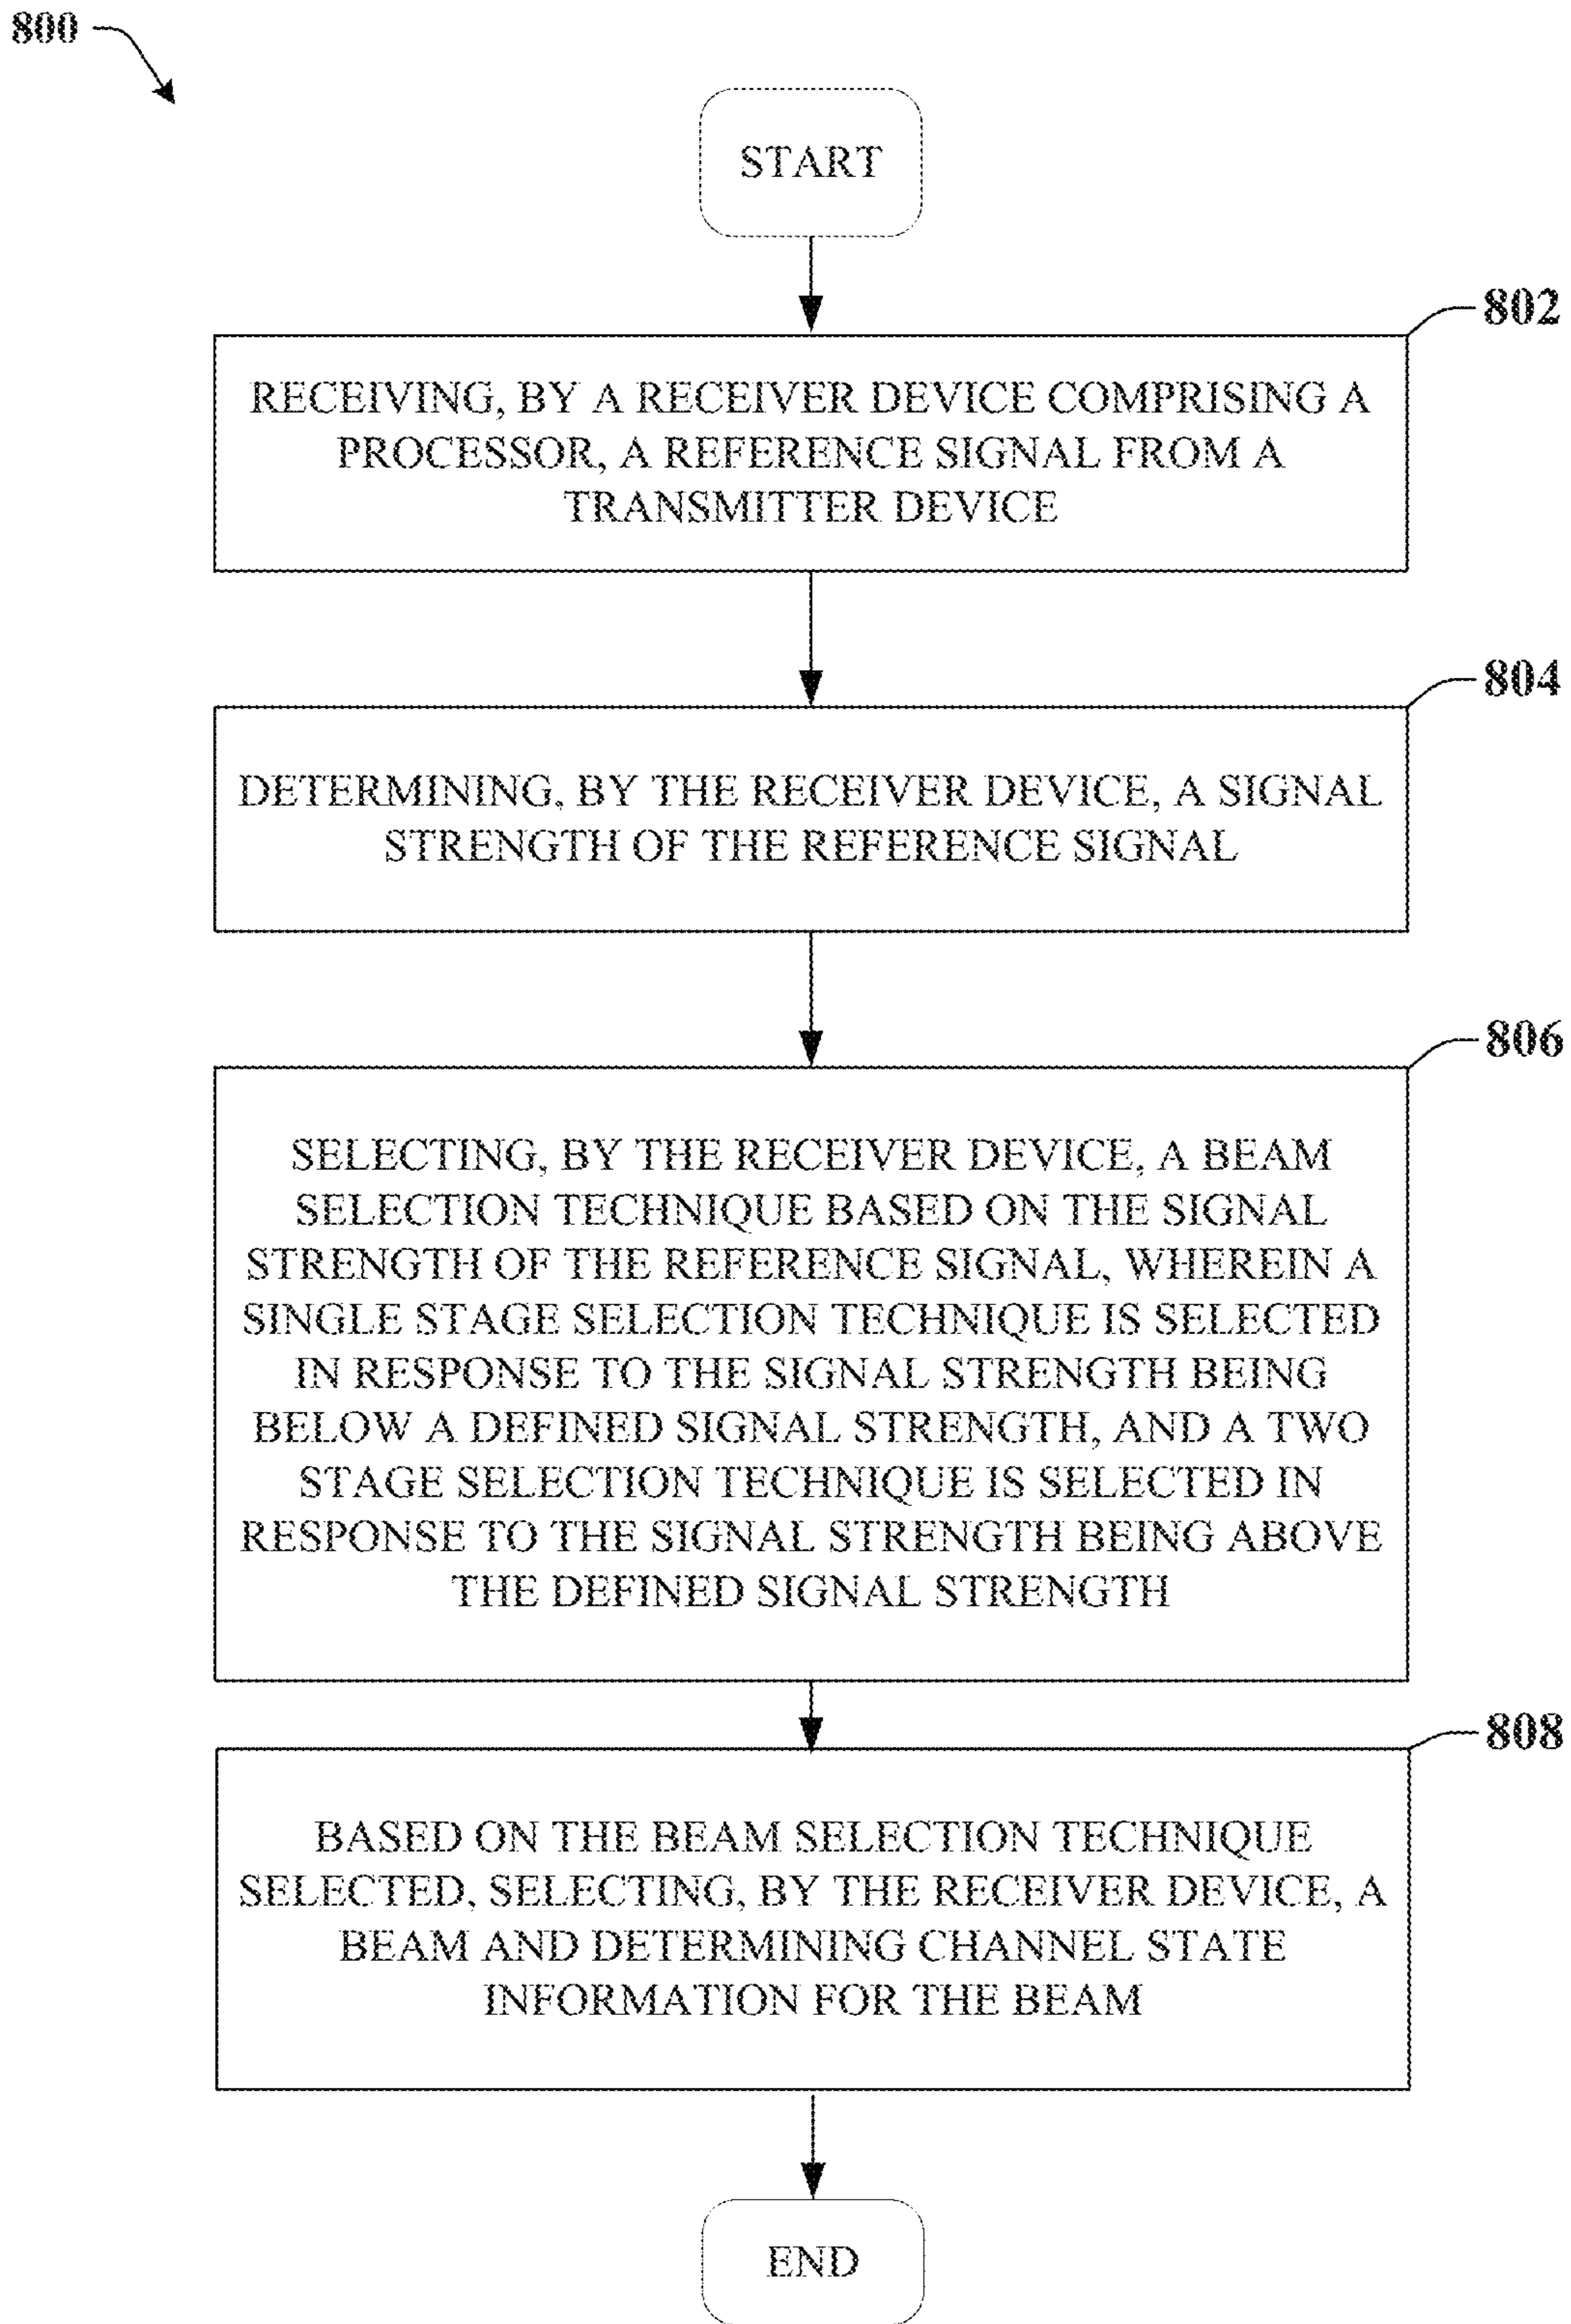 800
START
802
RECEIVING, BY A RECEIVER DEVICE COMPRISING A
PROCESSOR, A REFERENCE SIGNAL FROM A
TRANSMITTER DEVICE
804
DETERMINING, BY THE RECEIVER DEVICE, A SIGNAL
STRENGTH OF THE REFERENCE SIGNAL
806
SELECTING, BY THE RECEIVER DEVICE, A BEAM
SELECTION TECHNIQUE BASED ON THE SIGNAL
STRENGTH OF THE REFERENCE SIGNAL, WHEREIN A
SINGLE STAGE SELECTION TECHNIQUE IS SELECTED
IN RESPONSE TO THE SIGNAL STRENGTH BEING
BELOW A DEFINED SIGNAL STRENGTH, AND A TWO
STAGE SELECTION TECHNIQUE IS SELECTED IN
RESPONSE TO THE SIGNAL STRENGTH BEING ABOVE
THE DEFINED SIGNAL STRENGTH
808
BASED ON THE BEAM SELECTION TECHNIQUE
SELECTED, SELECTING, BY THE RECEIVER DEVICE, A
BEAM AND DETERMINING CHANNEL STATE
INFORMATION FOR THE BEAM
END